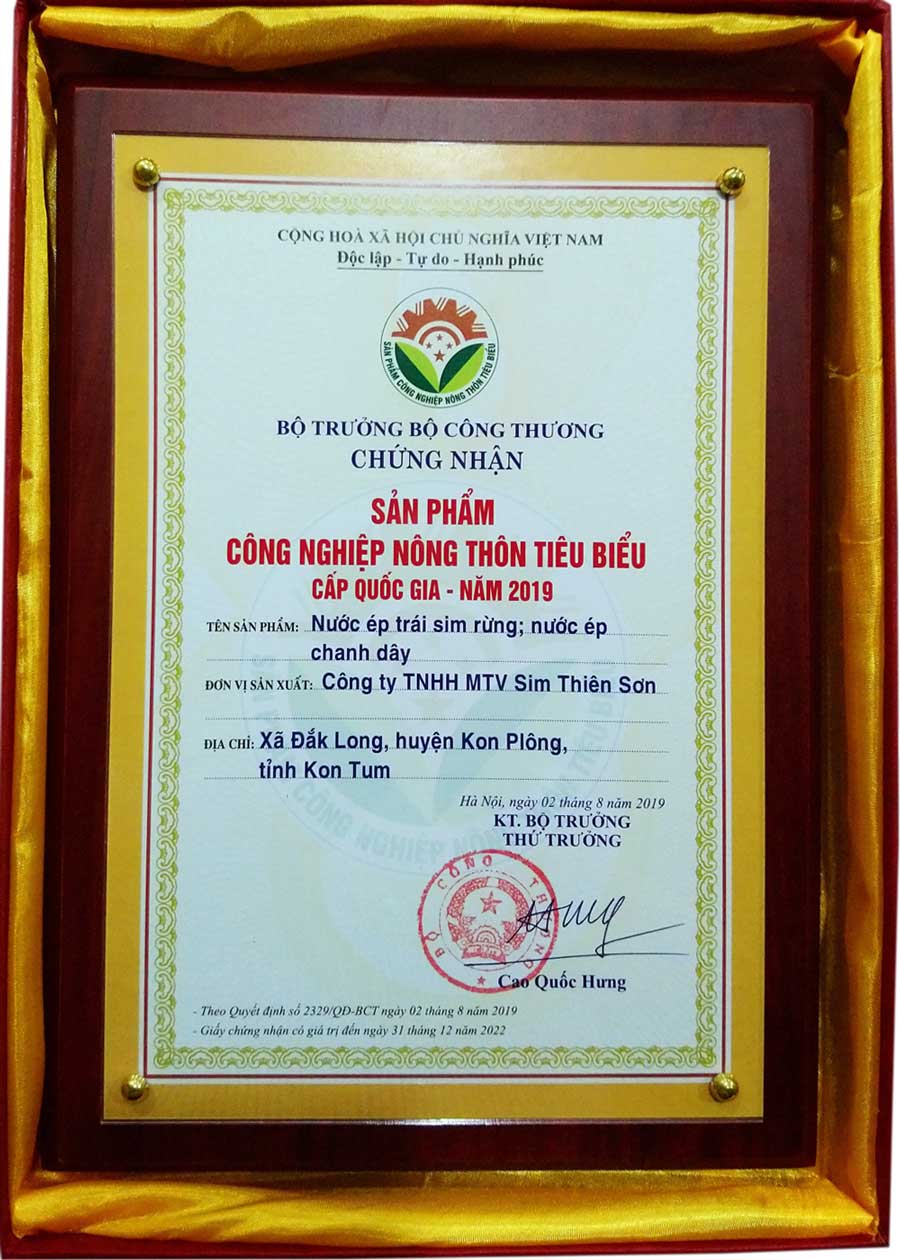 CỘNG HOÀ XÃ HỘI CHỦ NGHĨA VIỆT NAM
Độc lập - Tự do - Hạnh phúc
SẢN PHẨM CÔNG NGHIỆP NÔNG THÔN TIÊU BIỂU
BỘ TRƯỞNG BỘ CÔNG THƯƠNG
CHỨNG NHẬN
SẢN PHẨM
CÔNG NGHIỆP NÔNG THÔN TIÊU BIỂU
CẤP QUỐC GIA - NĂM 2019
TÊN SẢN PHẨM: Nước ép trái sim rừng; nước ép
chanh dây
ĐƠN VỊ SẢN XUẤT: Công ty TNHH MTV Sim Thiên Sơn
ĐỊA CHỈ: Xã Đắk Long, huyện Kon Plông,
tỉnh Kon Tum
Hà Nội, ngày 02 tháng 8 năm 2019
KT. BỘ TRƯỞNG
THỨ TRƯỞNG
BỘ CÔNG THƯƠNG
Cao Quốc Hưng
- Theo Quyết định số 2329/QĐ-BCT ngày 02 tháng 8 năm 2019
- Giấy chứng nhận có giá trị đến ngày 31 tháng 12 năm 2022